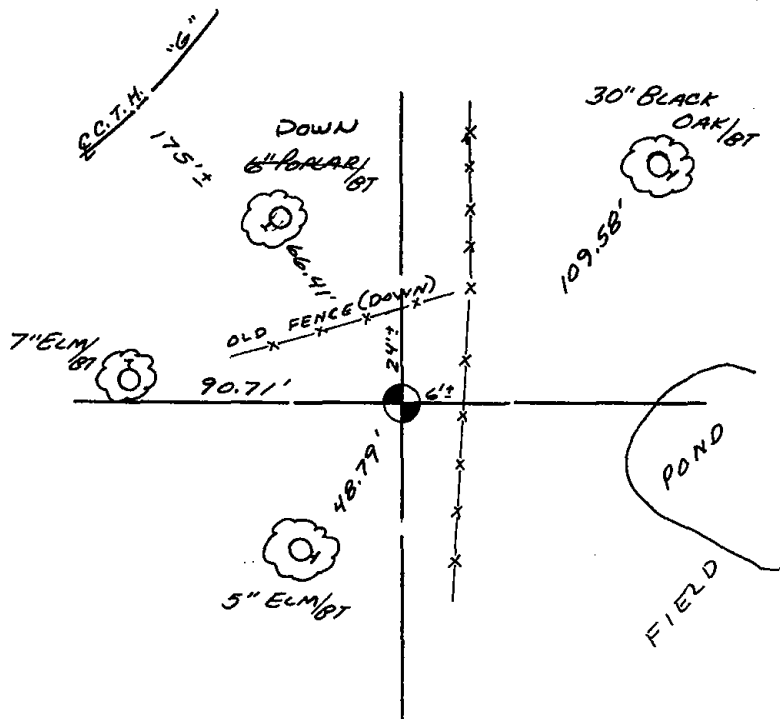 "G"
℄ C.T.H.
175'±
DOWN
6" POPLAR/BT
66.41'
30" BLACK
OAK/BT
109.58'
OLD FENCE (DOWN)
24'±
7" ELM/BT
90.71'
6'±
48.79'
5" ELM/BT
POND
FIELD